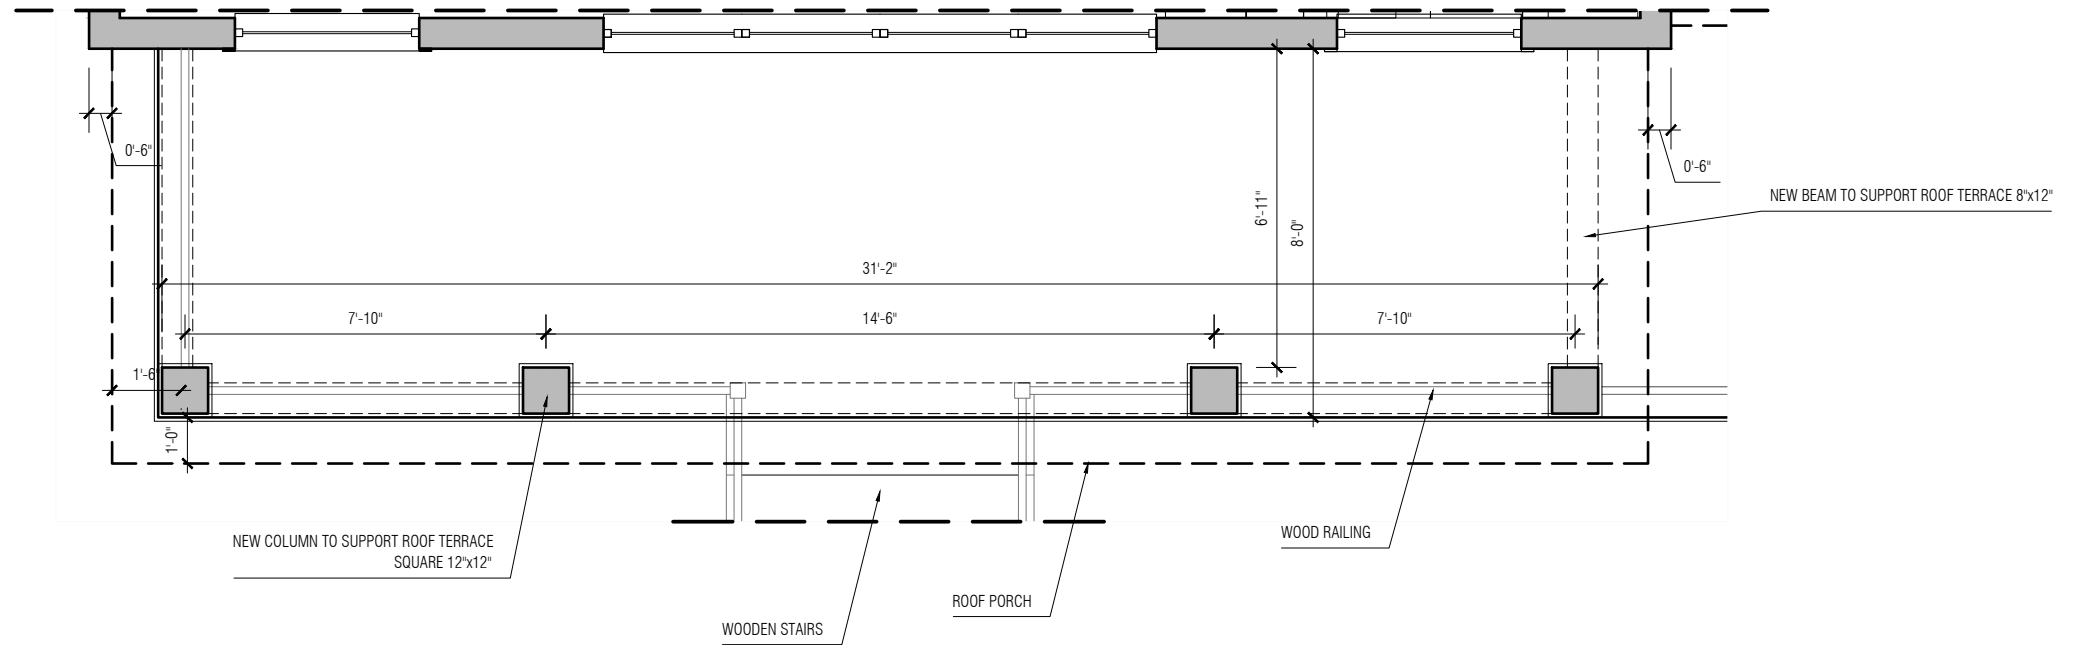 0'-6"
0'-6"
NEW BEAM TO SUPPORT ROOF TERRACE 8"x12"
6'-11"
8'-0"
31'-2"
7'-10"
14'-6"
7'-10"
1'-6"
1'-0"
NEW COLUMN TO SUPPORT ROOF TERRACE
SQUARE 12"x12"
WOOD RAILING
ROOF PORCH
WOODEN STAIRS